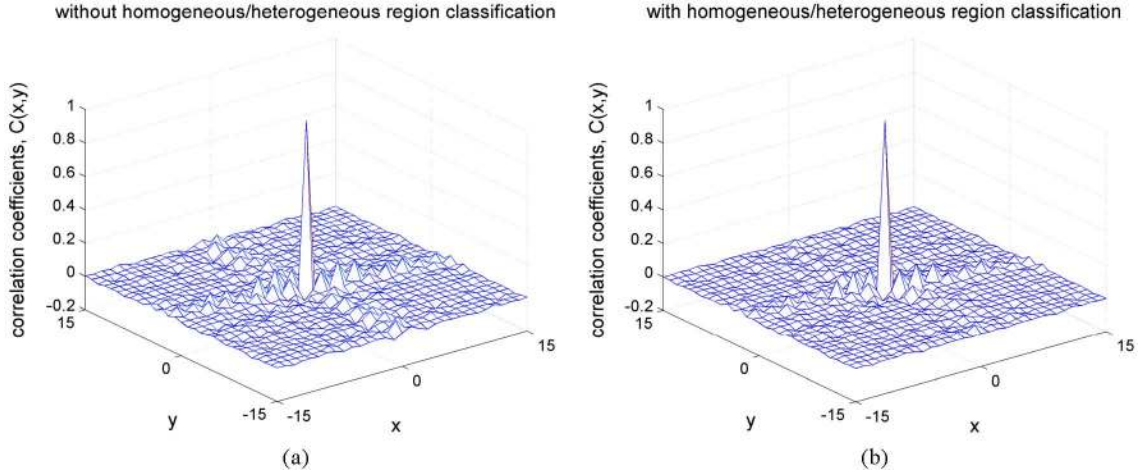 without homogeneous/heterogeneous region classification
correlation coefficients, C(x,y)
1
0.8
0.6
0.4
0.2
0
-0.2
15
0
-15
y
-15
0
15
x
(a)
with homogeneous/heterogeneous region classification
correlation coefficients, C(x,y)
1
0.8
0.6
0.4
0.2
0
-0.2
15
0
-15
y
-15
0
15
x
(b)